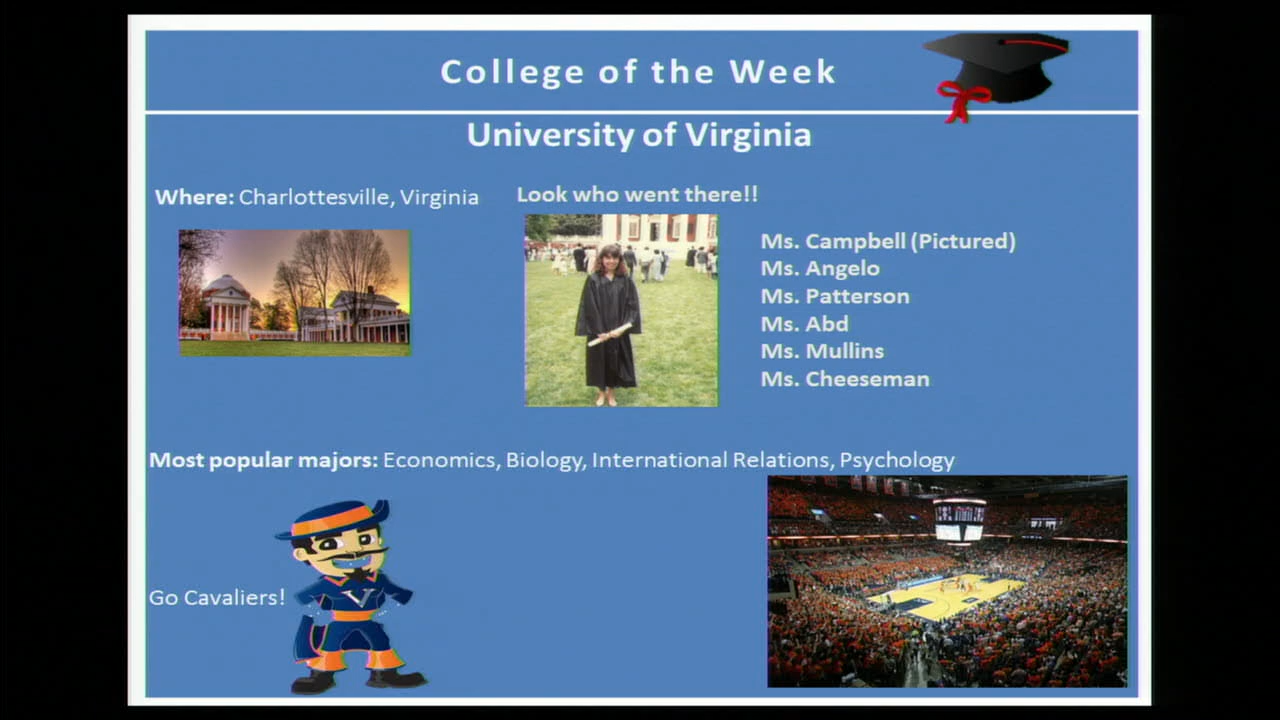 College of the Week
University of Virginia
Where: Charlottesville, Virginia
Look who went there!!
Ms. Campbell (Pictured)
Ms. Angelo
Ms. Patterson
Ms. Abd
Ms. Mullins
Ms. Cheeseman
Most popular majors: Economics, Biology, International Relations, Psychology
V
Go Cavaliers!